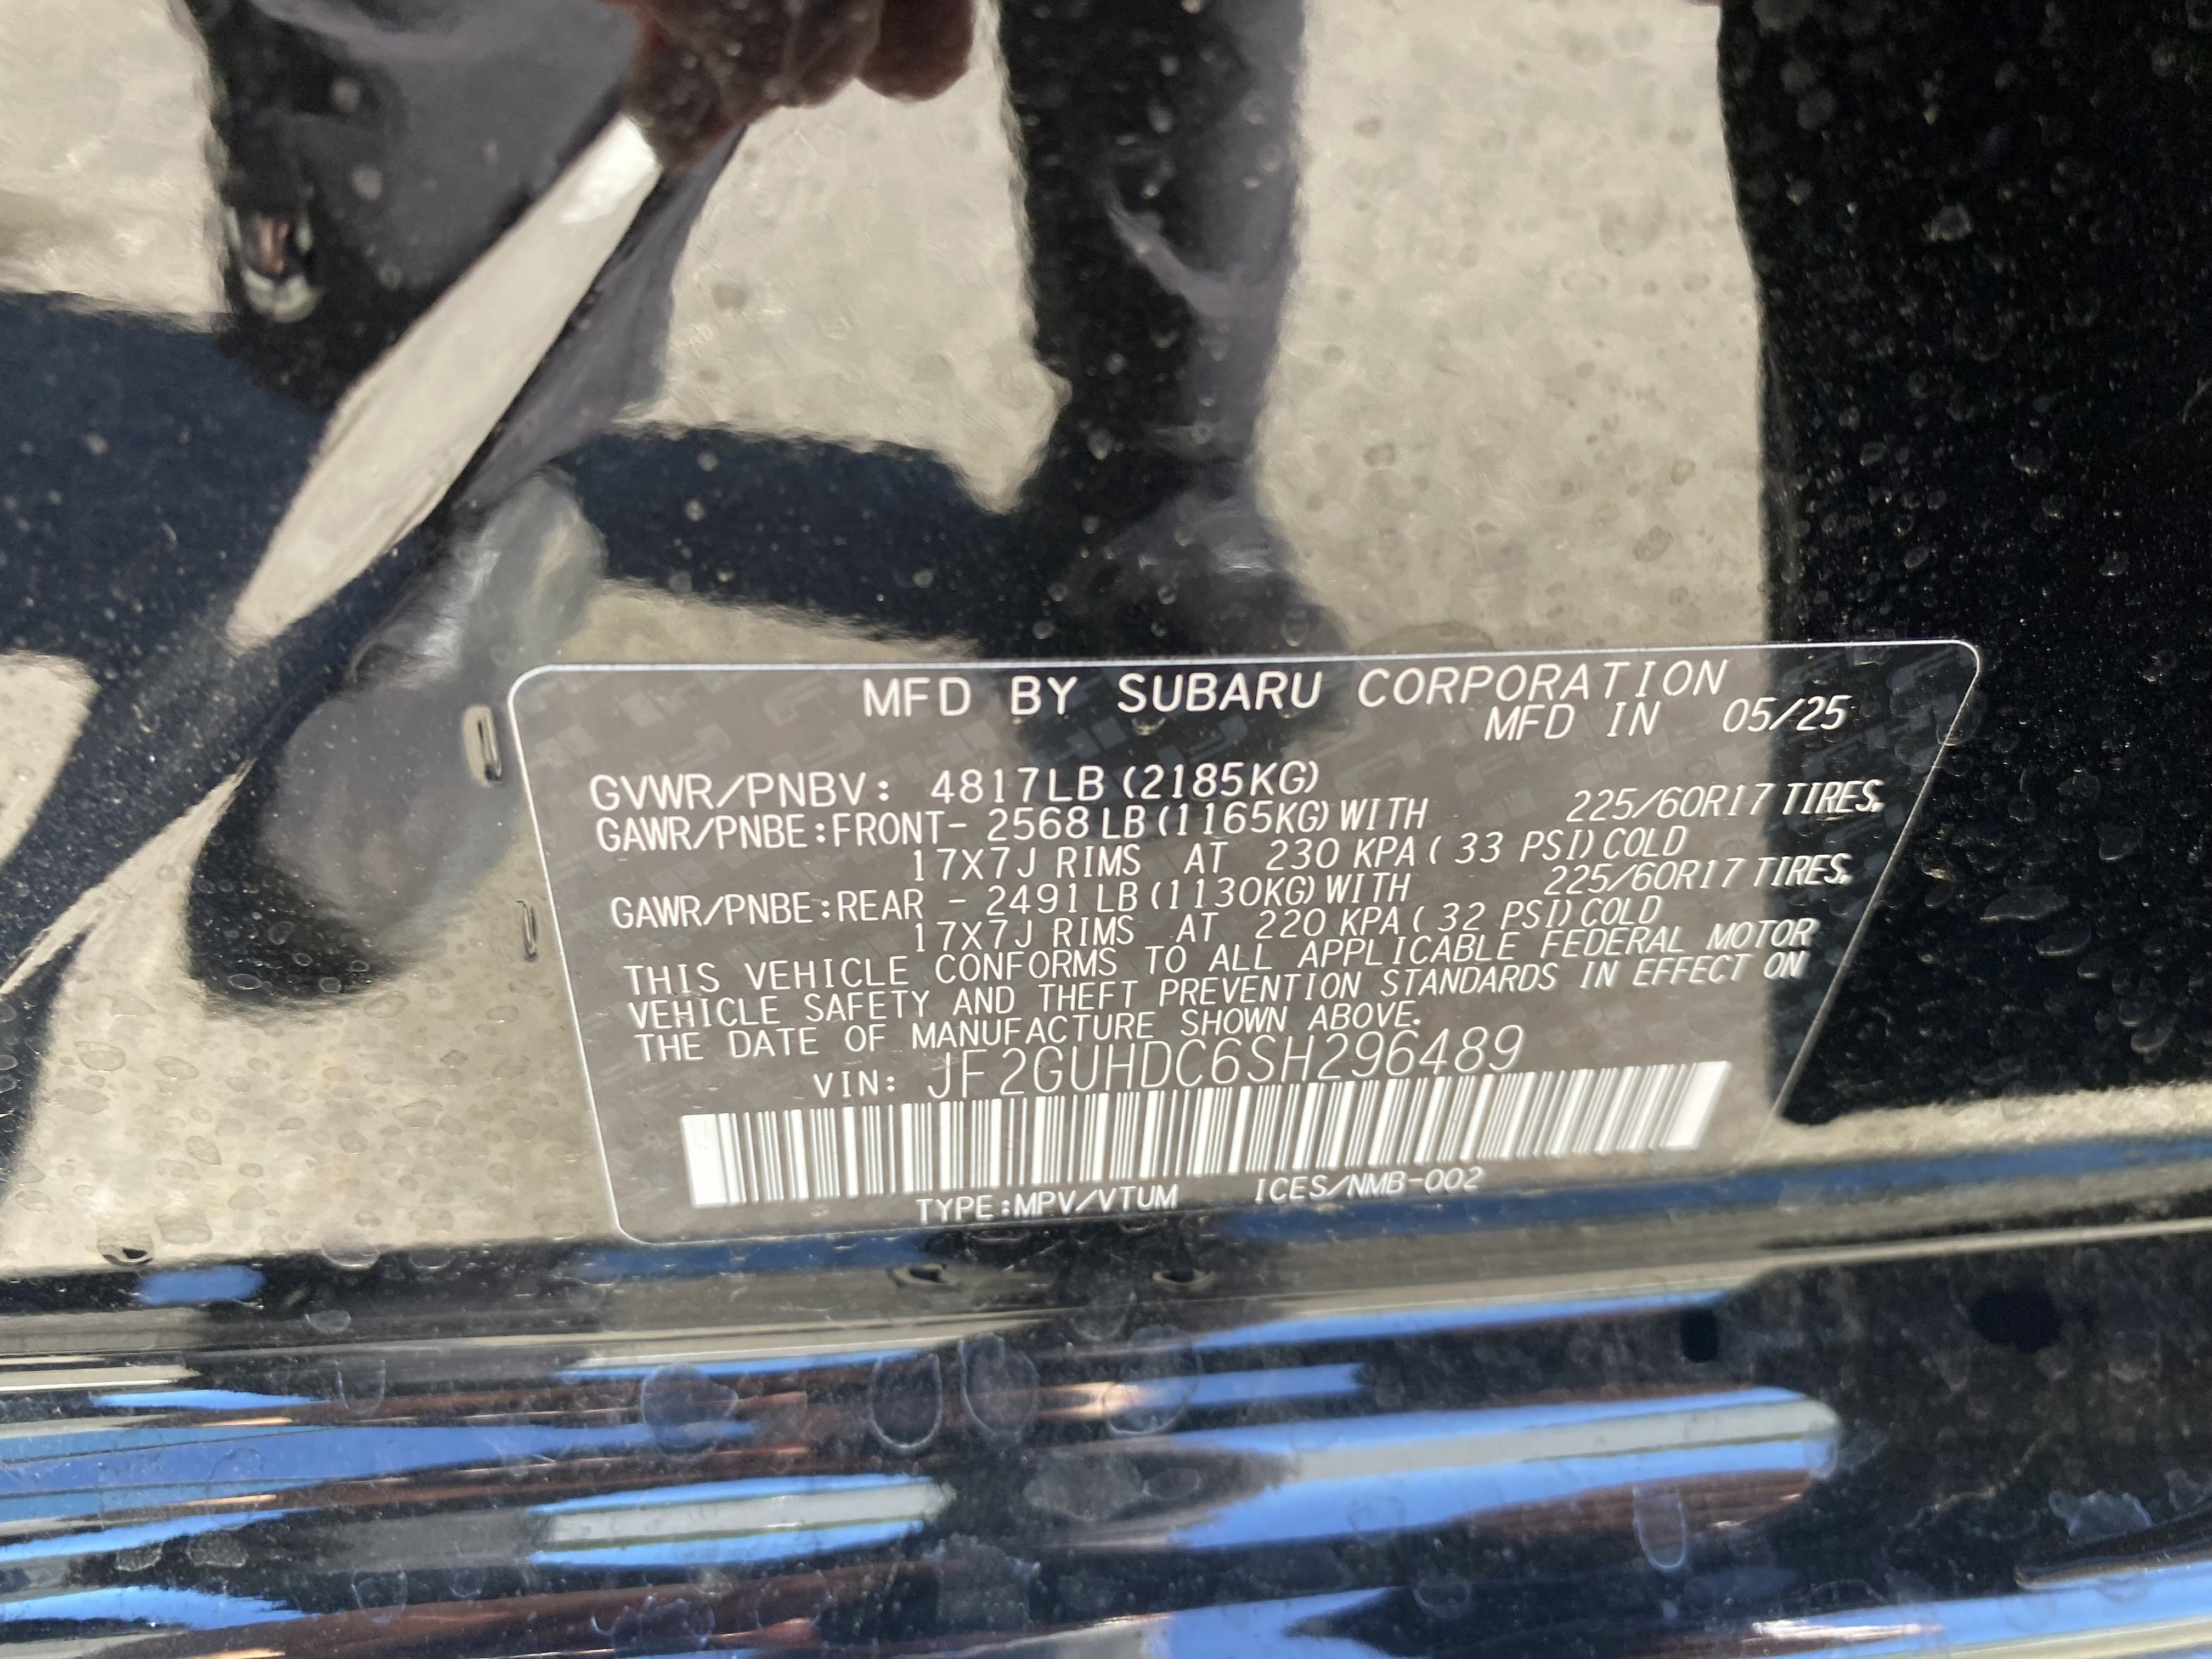 MFD BY SUBARU CORPORATION
MFD IN 05/25
GVWR/PNBV: 4817LB (2185KG)
GAWR/PNBE:FRONT- 2568 LB (1165KG) WITH 225/60R17 TIRES.
17X7J RIMS AT 230 KPA ( 33 PSI) COLD
GAWR/PNBE:REAR - 2491 LB (1130KG) WITH 225/60R17 TIRES.
17X7J RIMS AT 220 KPA ( 32 PSI) COLD
THIS VEHICLE CONFORMS TO ALL APPLICABLE FEDERAL MOTOR
VEHICLE SAFETY AND THEFT PREVENTION STANDARDS IN EFFECT ON
THE DATE OF MANUFACTURE SHOWN ABOVE.
VIN: JF2GUHDC6SH296489
TYPE:MPV/VTUM ICES/NMB-002